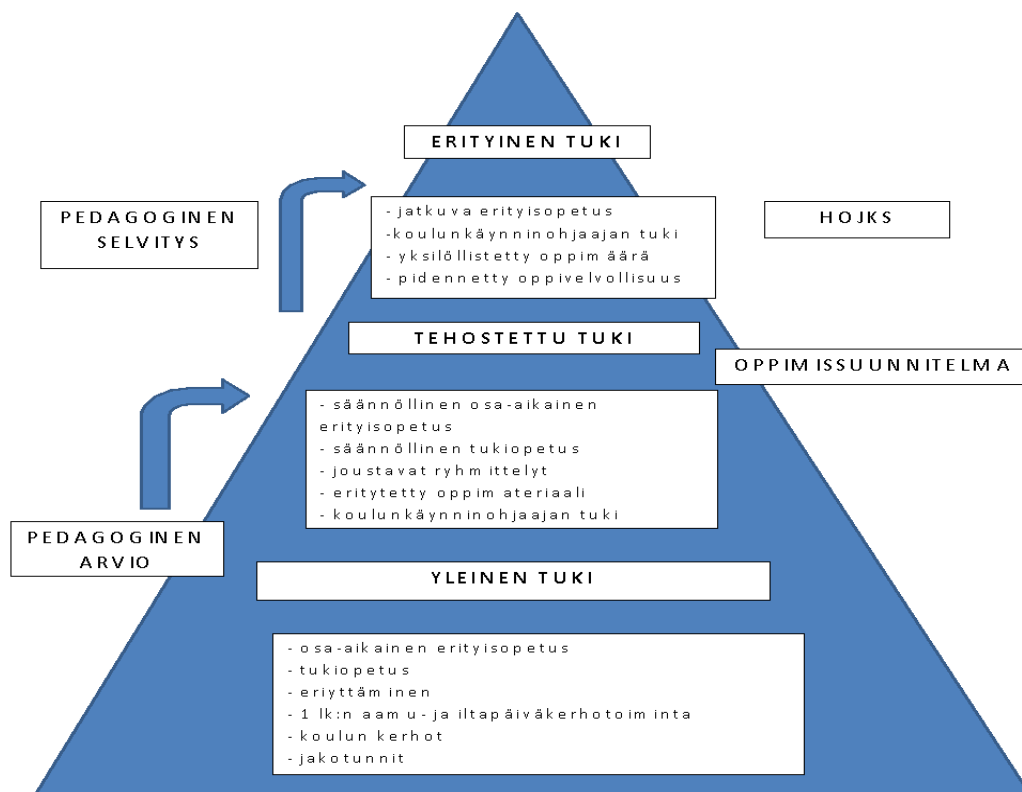 ERITYINEN TUKI
PEDAGOGINEN
SELVITYS
- jatkuva erityisopetus
-koulunkäynninohjaajan tuki
- yksilöllistetty oppimäärä
- pidennetty oppivelvollisuus
HOJKS
TEHOSTETTU TUKI
OPPIMISSUUNNITELMA
- säännöllinen osa-aikainen
erityisopetus
- säännöllinen tukiopetus
- joustavat ryhmittelyt
- eritytetty oppimateriaali
- koulunkäynninohjaajan tuki
PEDAGOGINEN
ARVIO
YLEINEN TUKI
- osa-aikainen erityisopetus
- tukiopetus
- eriyttäminen
- 1 lk:n aamu- ja iltapäiväkerhotoiminta
- koulun kerhot
- jakotunnit